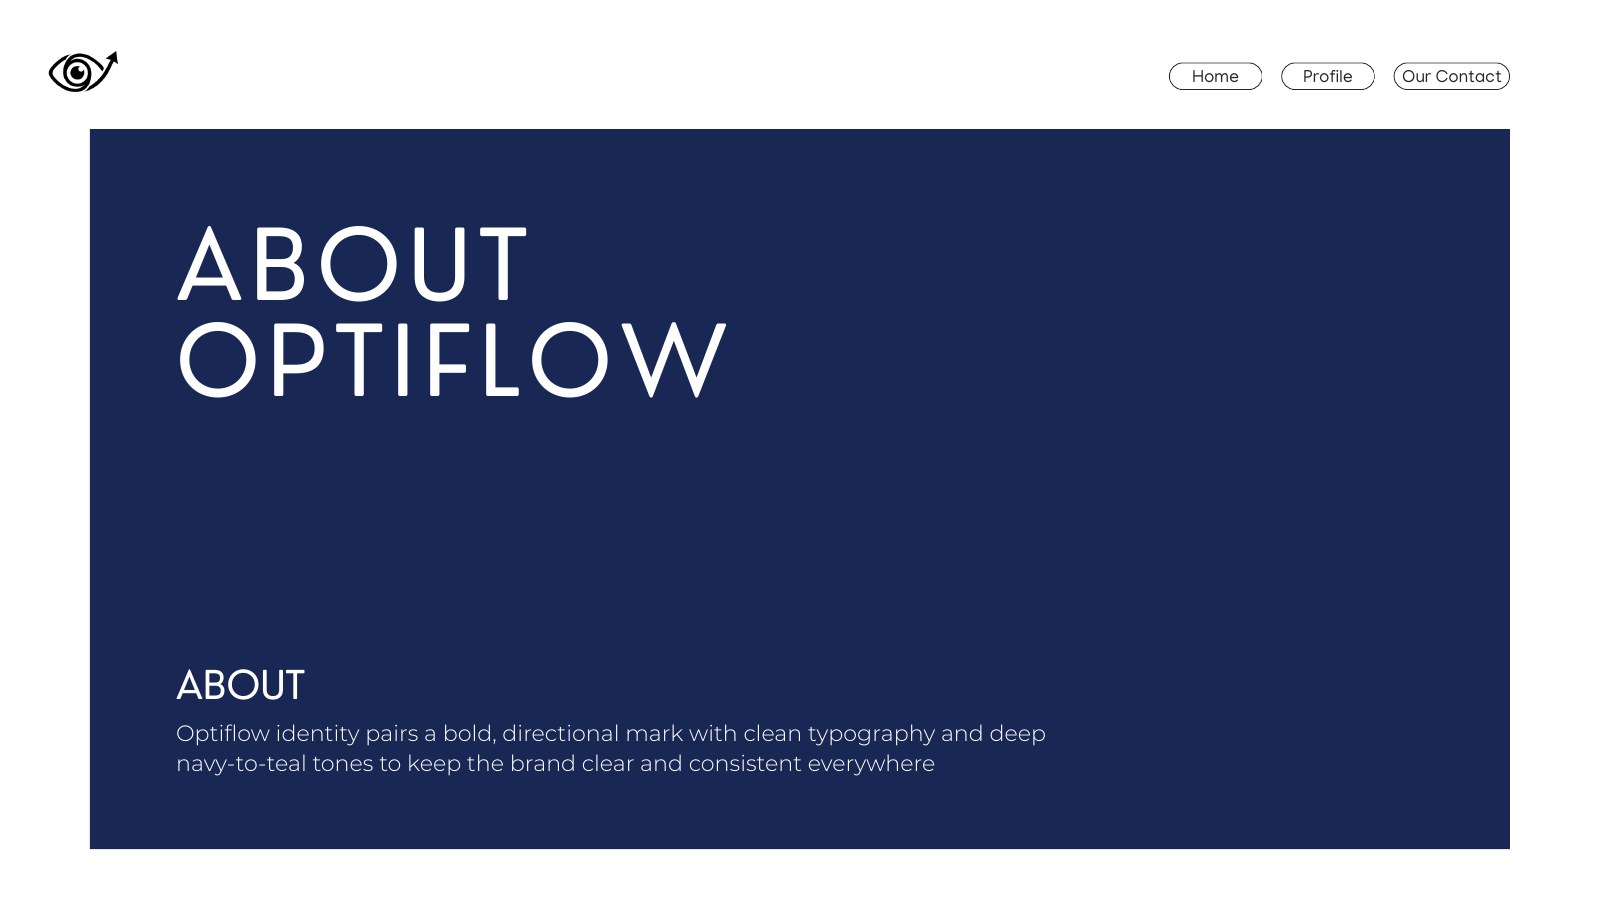 Home
Profile
Our Contact
ABOUT
OPTIFLOW
ABOUT
Optiflow identity pairs a bold, directional mark with clean typography and deep
navy-to-teal tones to keep the brand clear and consistent everywhere